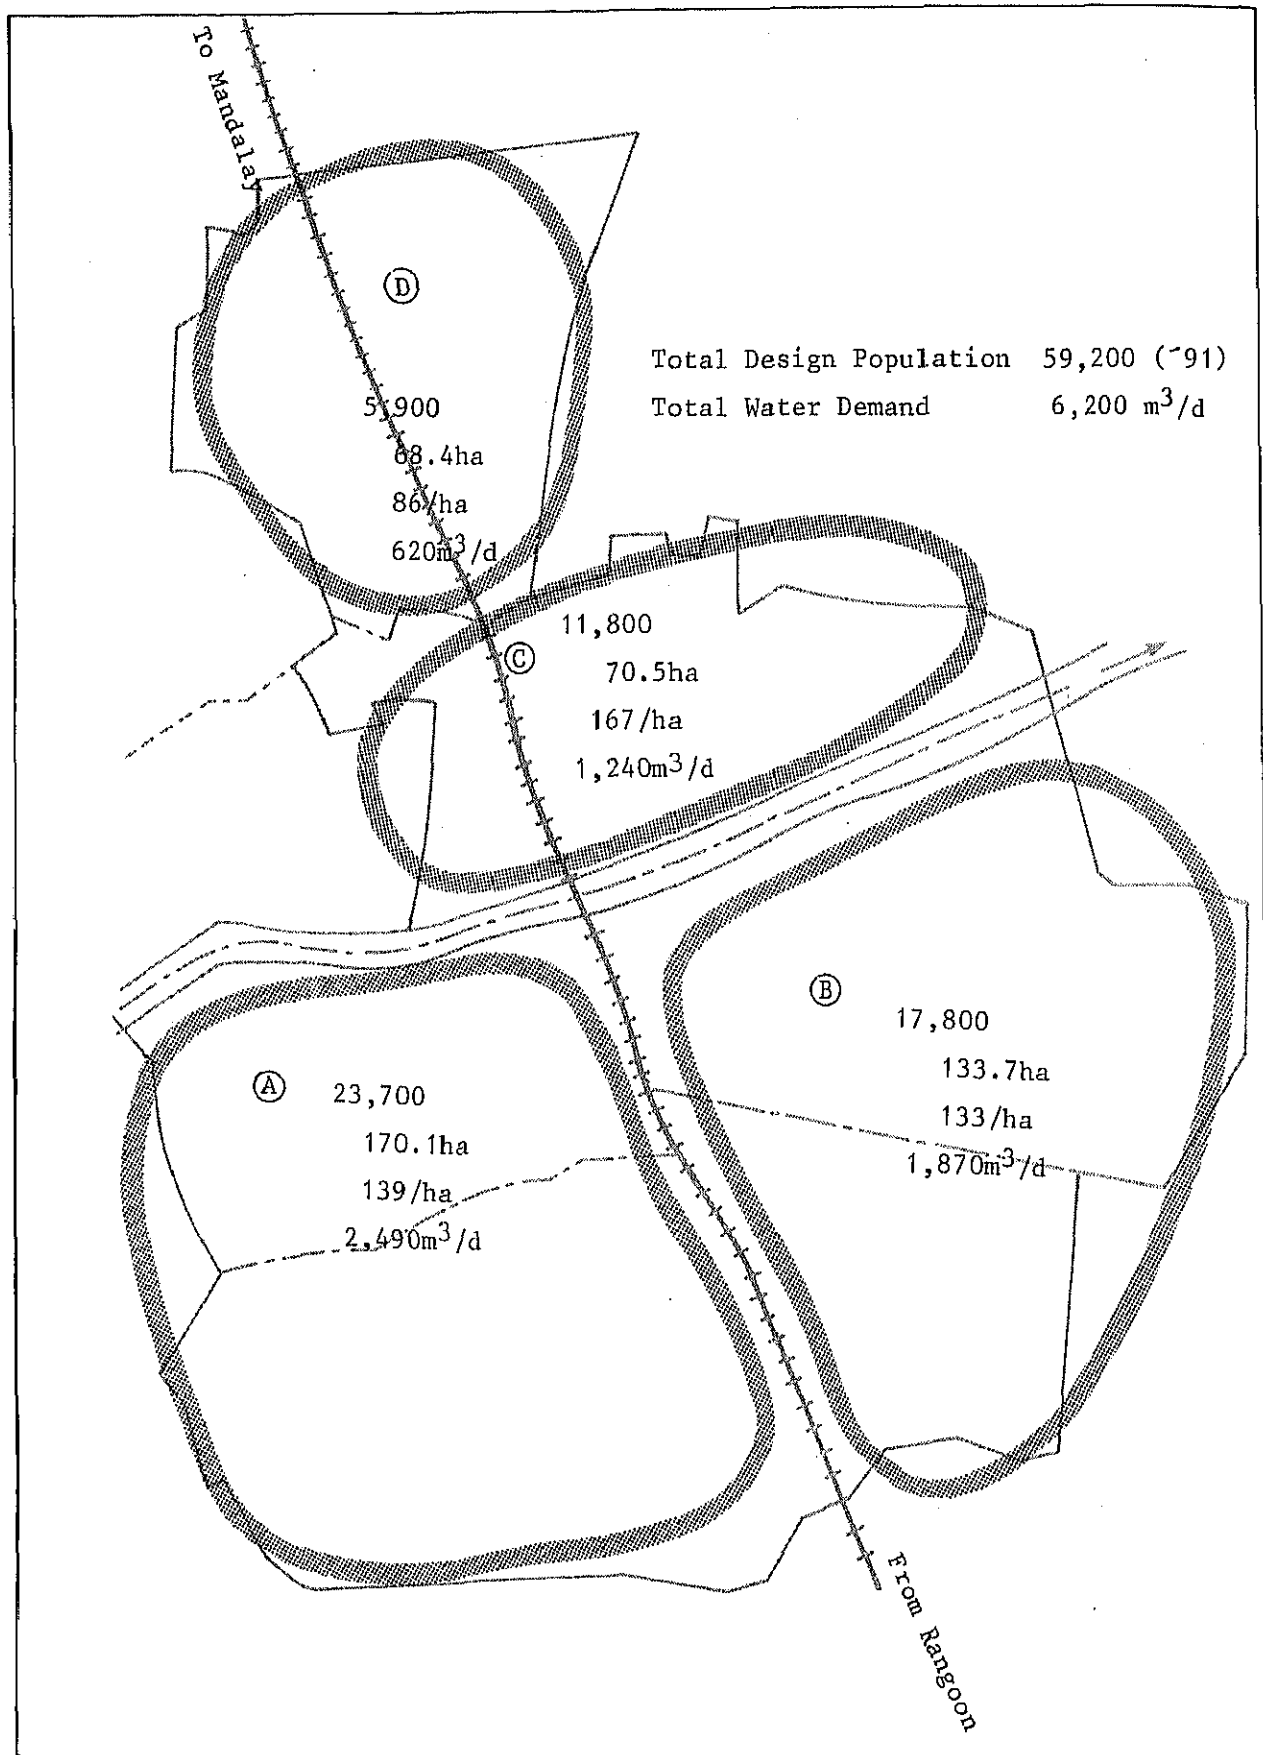 To Mandalay
Ⓓ
Total Design Population 59,200 (-91)
Total Water Demand 6,200 m³/d
5,900
68.4ha
86/ha
620m³/d
Ⓒ
11,800
70.5ha
167/ha
1,240m³/d
Ⓑ
17,800
133.7ha
133/ha
1,870m³/d
Ⓐ
23,700
170.1ha
139/ha
2,490m³/d
From Rangoon